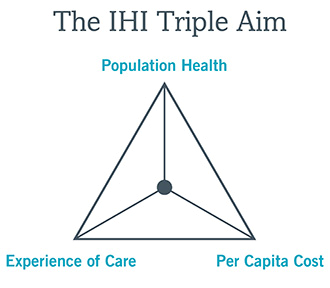 The IHI Triple Aim
Population Health
Experience of Care
Per Capita Cost